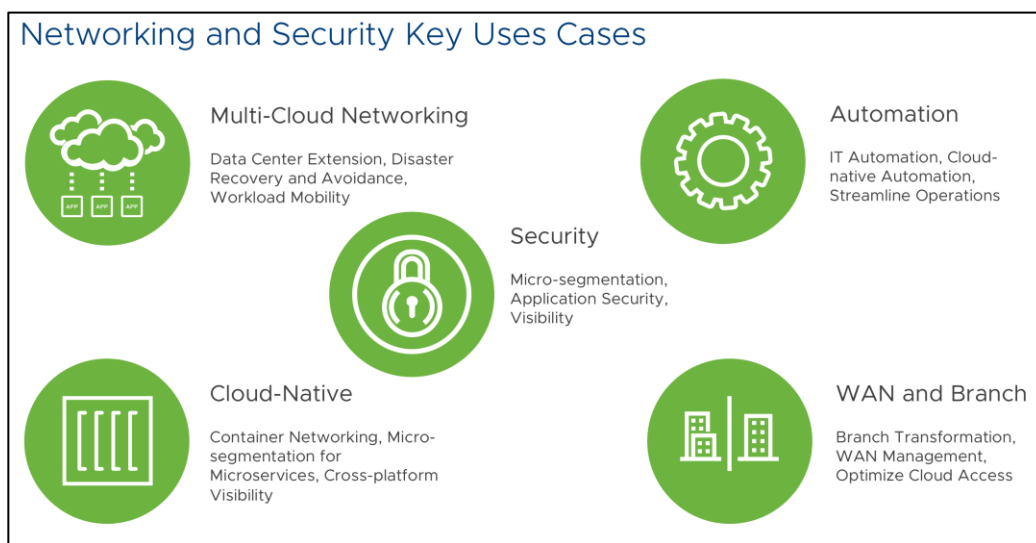 Networking and Security Key Uses Cases
Multi-Cloud Networking
Data Center Extension, Disaster
Recovery and Avoidance,
Workload Mobility
APP APP APP
Automation
IT Automation, Cloud-
native Automation,
Streamline Operations
Security
Micro-segmentation,
Application Security,
Visibility
Cloud-Native
Container Networking, Micro-
segmentation for
Microservices, Cross-platform
Visibility
WAN and Branch
Branch Transformation,
WAN Management,
Optimize Cloud Access